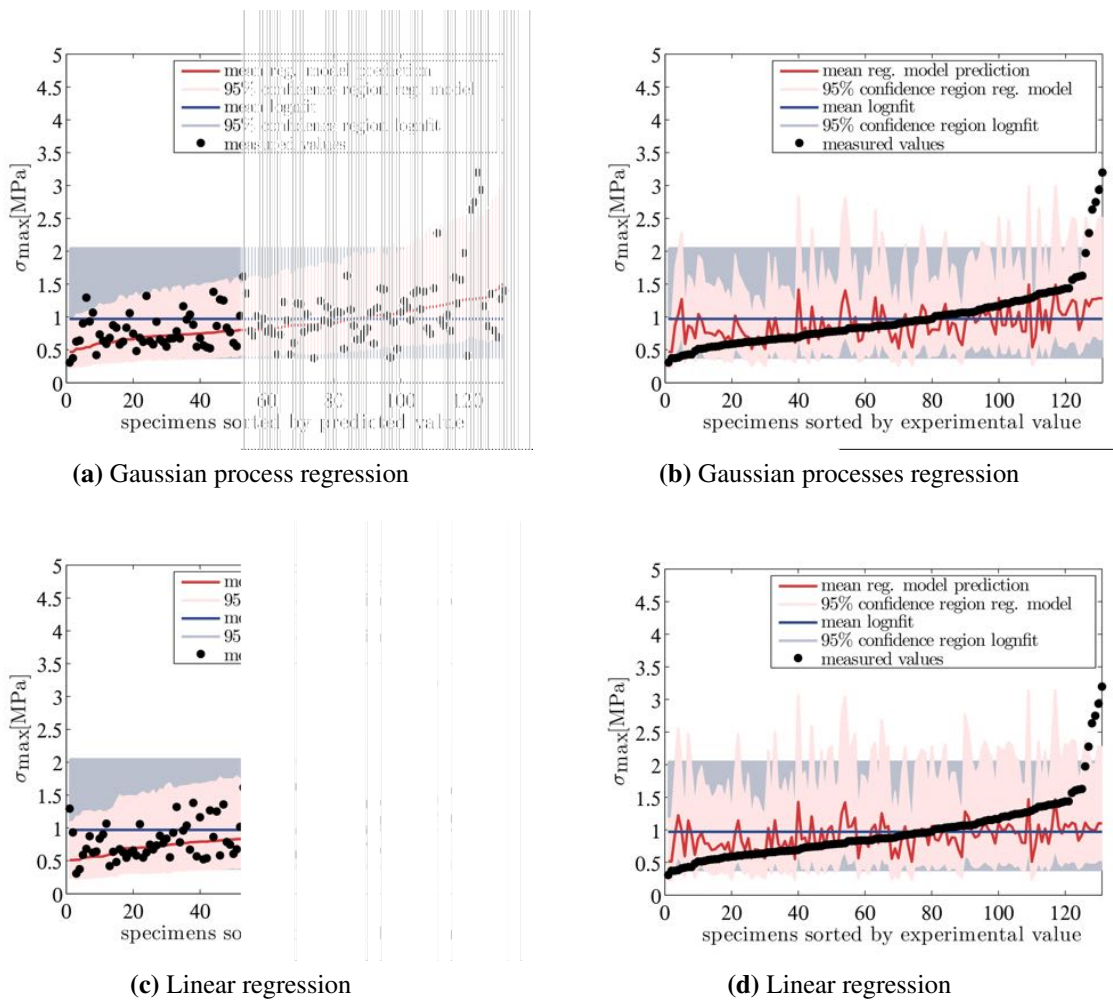 5
4.5
4
3.5
3
2.5
2
1.5
1
0.5
0
σmax[MPa]
mean reg. model prediction
95% confidence region reg. model
mean lognfit
95% confidence region lognfit
measured values
0 20 40 60 80 100 120
specimens sorted by predicted value
(a) Gaussian process regression
5
4.5
4
3.5
3
2.5
2
1.5
1
0.5
0
σmax[MPa]
mean reg. model prediction
95% confidence region reg. model
mean lognfit
95% confidence region lognfit
measured values
0 20 40 60 80 100 120
specimens sorted by experimental value
(b) Gaussian processes regression
5
4.5
4
3.5
3
2.5
2
1.5
1
0.5
0
σmax[MPa]
95
0 20 40
specimens
(c) Linear regression
5
4.5
4
3.5
3
2.5
2
1.5
1
0.5
0
σmax[MPa]
mean reg. model prediction
95% confidence region reg. model
mean lognfit
95% confidence region lognfit
measured values
0 20 40 60 80 100 120
specimens sorted by experimental value
(d) Linear regression